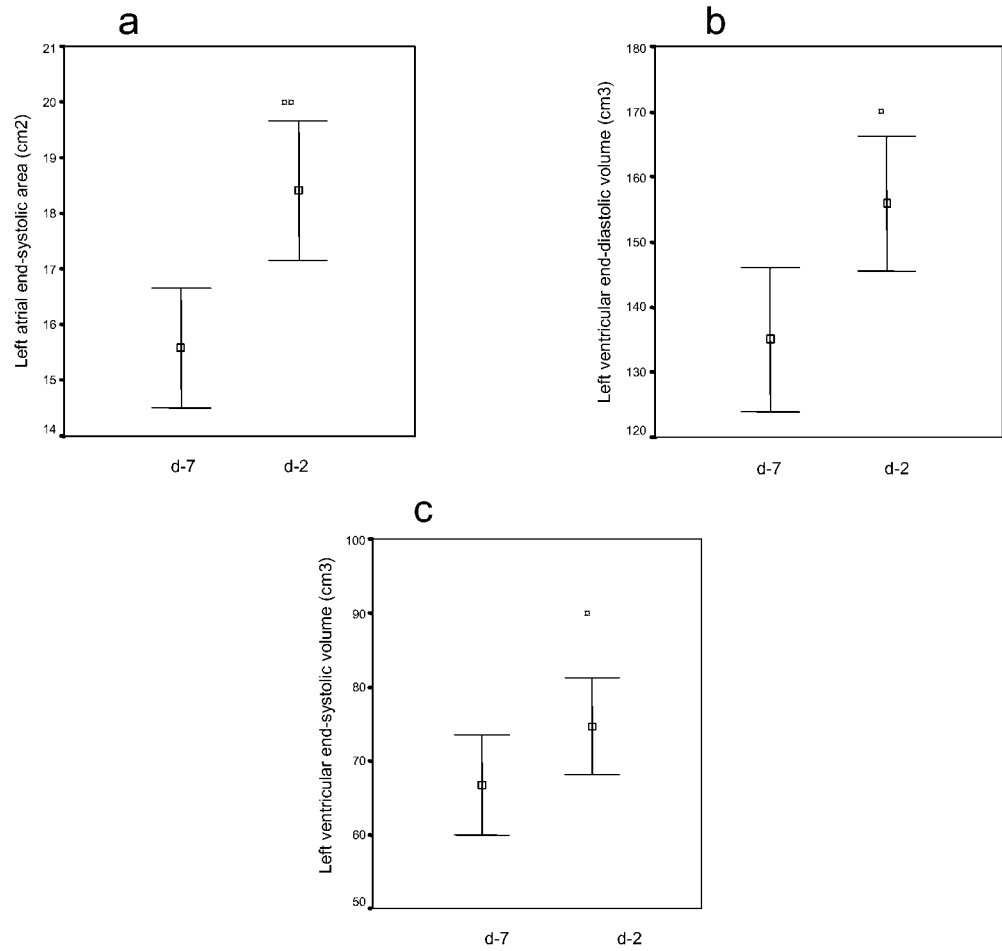 a
Left atrial end-systolic area (cm2)
21
20
19
18
17
16
15
14
d-7 d-2
b
Left ventricular end-diastolic volume (cm3)
180
170
160
150
140
130
120
d-7 d-2
c
Left ventricular end-systolic volume (cm3)
100
90
80
70
60
50
d-7 d-2